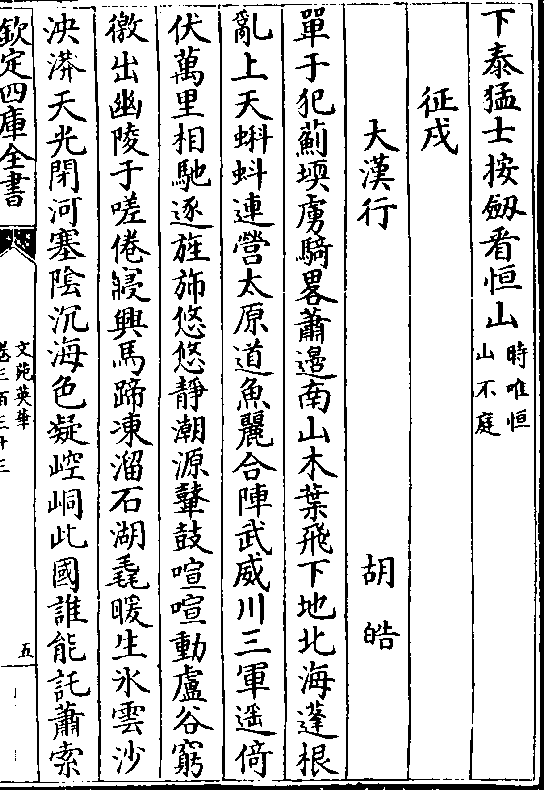 下泰猛士按劒看恒山時唯恒山不庭
征戍
大漢行
胡皓
單于犯薊壖虜騎畧蕭邉南山木葉飛下地北海蓬根
亂上天蝌蚪連營太原道魚麗合陣武威川三軍遥倚
伏萬里相馳逐旌斾悠悠靜潮源鼙鼓喧喧動盧谷窮
徼出幽陵于嗟倦寢興馬蹄凍溜石湖毳暖生氷雲沙
泱漭天光閉河塞陰沉海色凝崆峒此國誰能託蕭索
欽定四庫全書
文苑英華
卷三百三十三
五